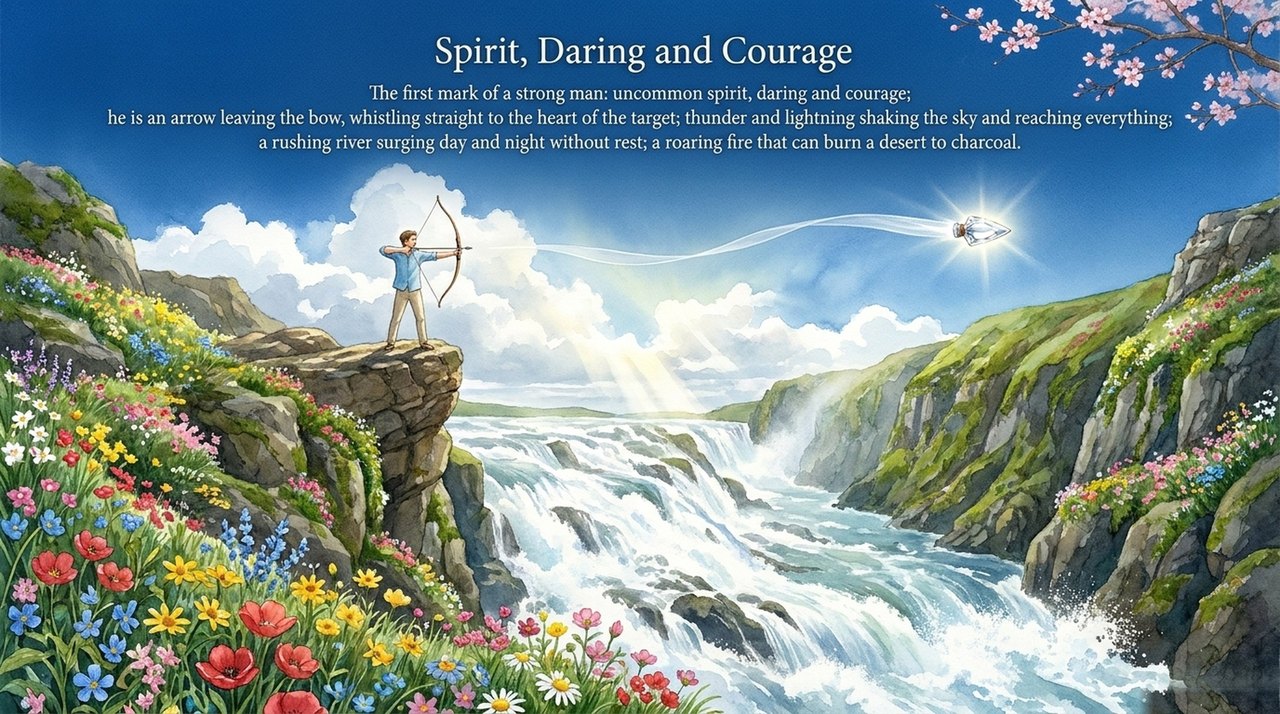 Spirit, Daring and Courage
The first mark of a strong man: uncommon spirit, daring and courage;
he is an arrow leaving the bow, whistling straight to the heart of the target; thunder and lightning shaking the sky and reaching everything;
a rushing river surging day and night without rest; a roaring fire that can burn a desert to charcoal.